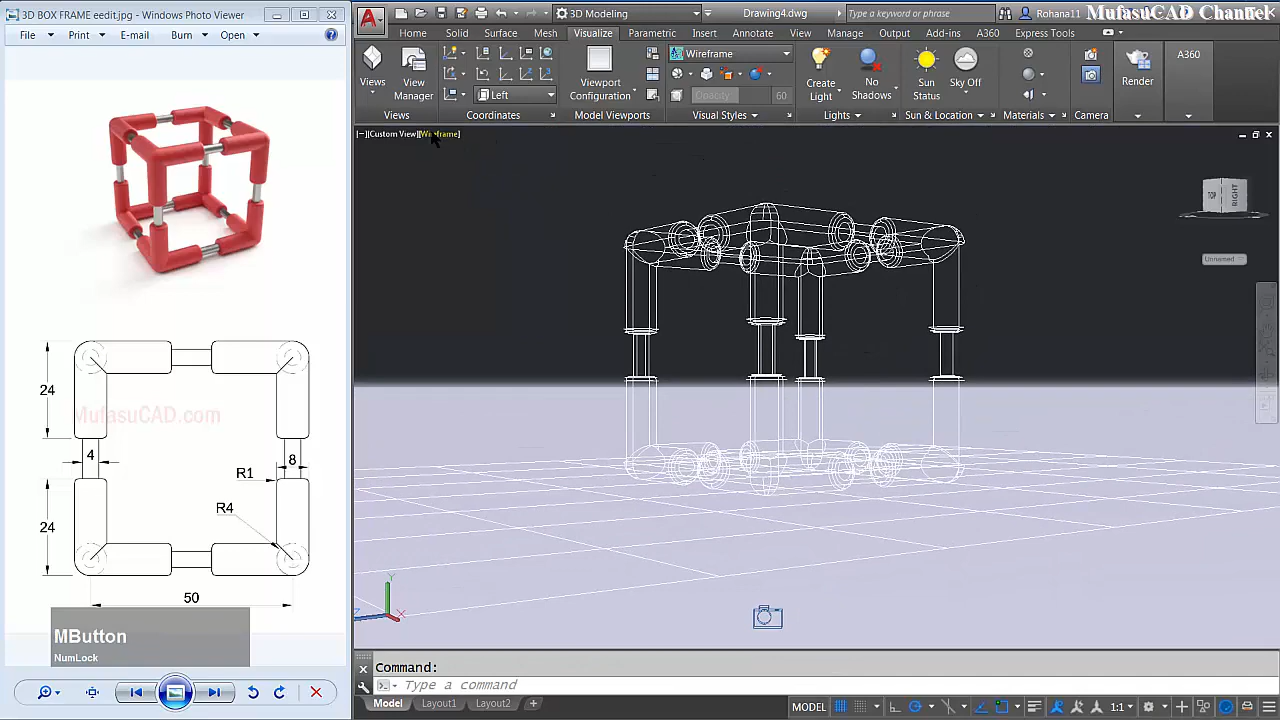 3D BOX FRAME eedit.jpg - Windows Photo Viewer
File Print E-mail Burn Open
24
MufasuCAD.com
4
8
R1
24
R4
50
MButton
NumLock
3D Modeling
Drawing4.dwg
Type a keyword or phrase
Rohana11
MufasuCAD Channel
Home Solid Surface Mesh Visualize Parametric Insert Annotate View Manage Output Add-ins A360 Express Tools
Views
View Manager
Left
Viewport Configuration
Wireframe
Opacity 60
Create Light
No Shadows
Sun Status
Sky Off
Render
A360
Views Coordinates Model Viewports Visual Styles Lights Sun & Location Materials Camera
[−][Custom View][Wireframe]
TOP RIGHT
Unnamed
Y
X
Z
Command:
Type a command
Model Layout1 Layout2
MODEL 1:1